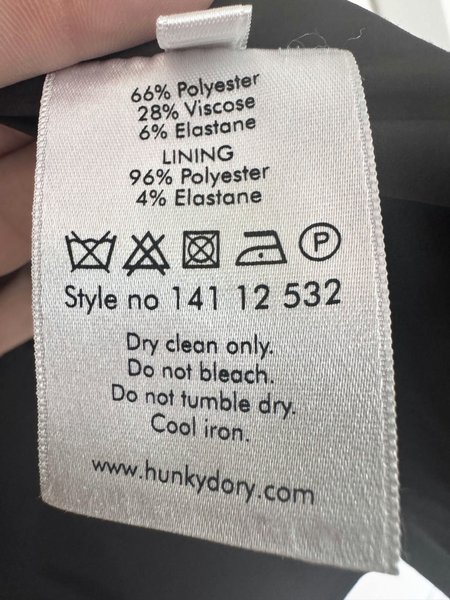 66% Polyester
28% Viscose
6% Elastane
LINING
96% Polyester
4% Elastane
P
Style no 141 12 532
Dry clean only.
Do not bleach.
Do not tumble dry.
Cool iron.
www.hunkydory.com